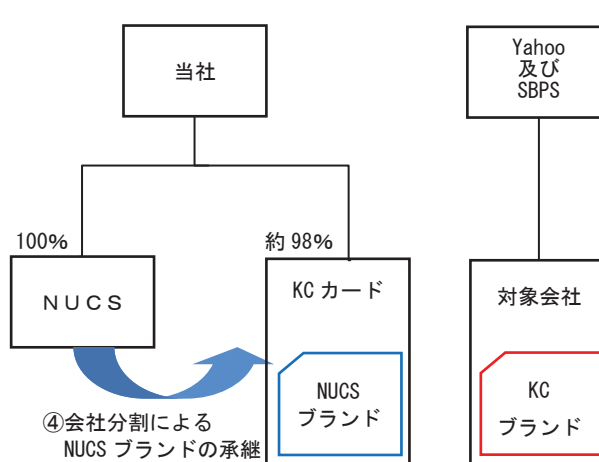 当社
Yahoo
及び
SBPS
100%
約 98%
NUCS
KC カード
対象会社
NUCS
ブランド
KC
ブランド
④会社分割による
NUCS ブランドの承継